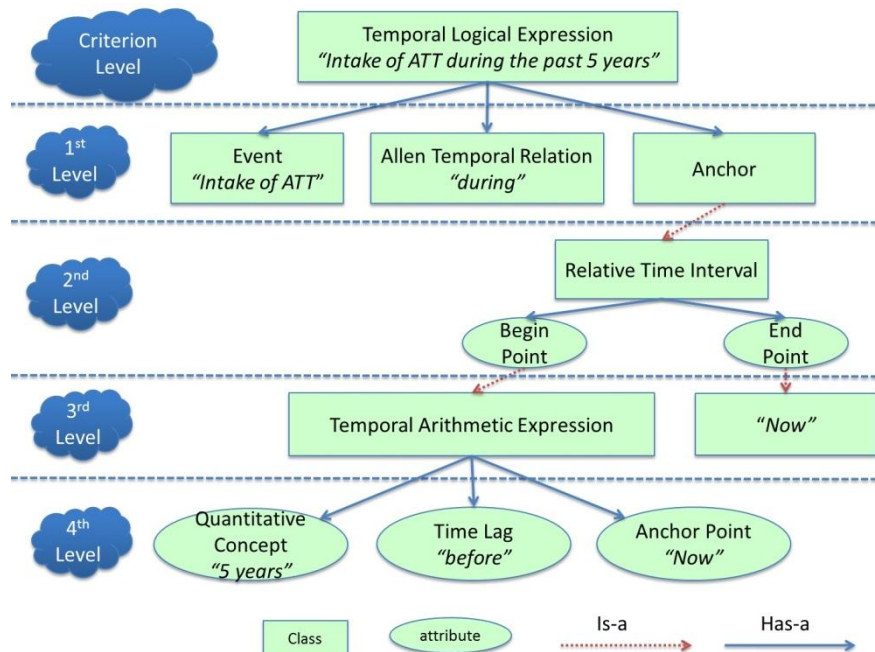 Criterion
Level
Temporal Logical Expression
“Intake of ATT during the past 5 years”
1st
Level
Event
“Intake of ATT”
Allen Temporal Relation
“during”
Anchor
2nd
Level
Relative Time Interval
Begin
Point
End
Point
3rd
Level
Temporal Arithmetic Expression
“Now”
4th
Level
Quantitative
Concept
“5 years”
Time Lag
“before”
Anchor Point
“Now”
Class
attribute
Is-a
Has-a